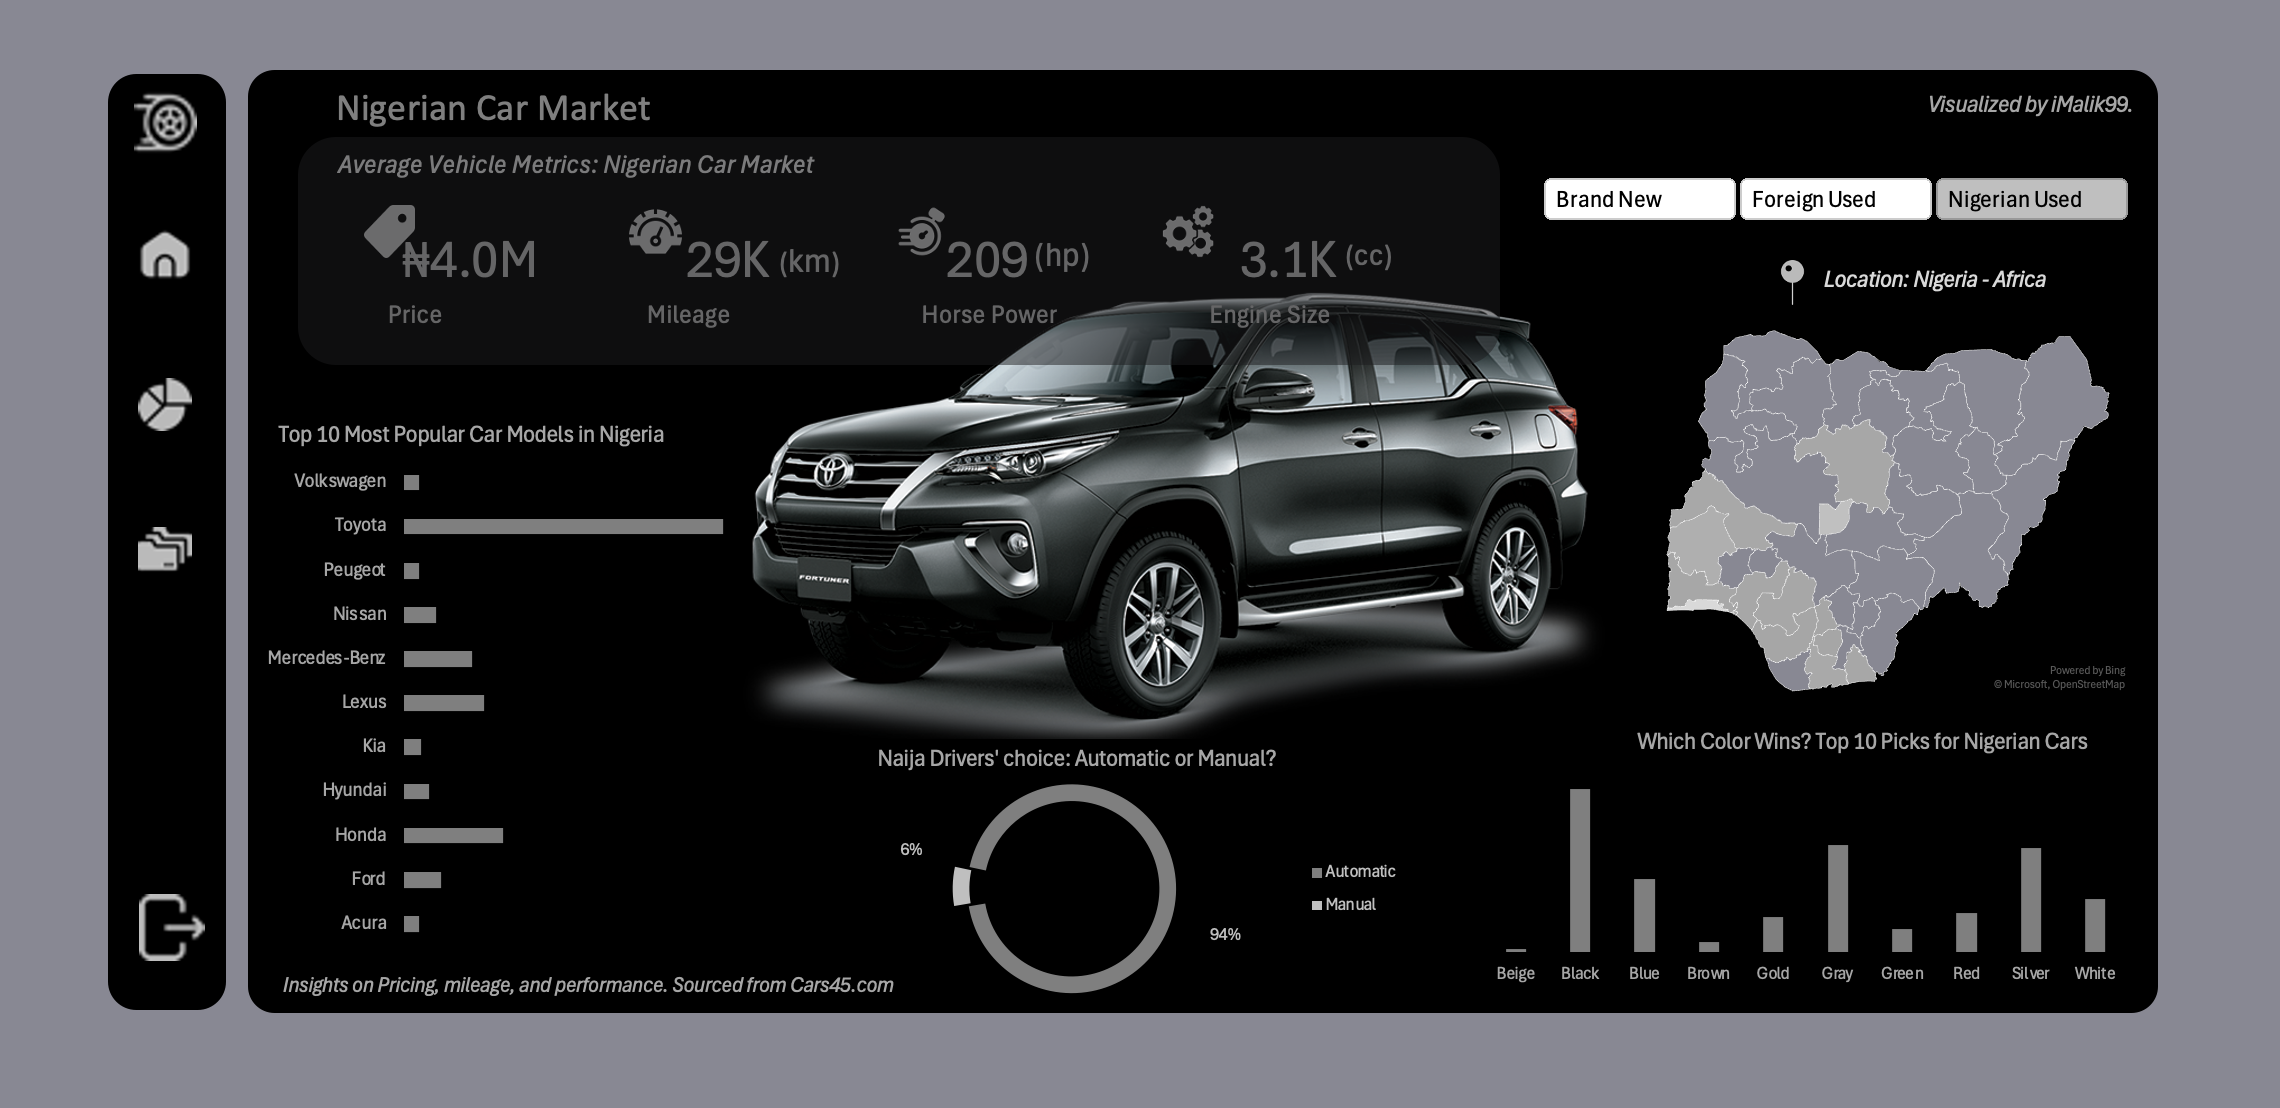 Nigerian Car Market
Visualized by iMalik99.
Average Vehicle Metrics: Nigerian Car Market
₦4.0M
29K (km)
209 (hp)
3.1K (cc)
Price
Mileage
Horse Power
Engine Size
Brand New
Foreign Used
Nigerian Used
Location: Nigeria - Africa
Powered by Bing
© Microsoft, OpenStreetMap
Top 10 Most Popular Car Models in Nigeria
Volkswagen
Toyota
Peugeot
Nissan
Mercedes-Benz
Lexus
Kia
Hyundai
Honda
Ford
Acura
FORTUNER
Naija Drivers' choice: Automatic or Manual?
6%
94%
Automatic
Manual
Which Color Wins? Top 10 Picks for Nigerian Cars
Beige
Black
Blue
Brown
Gold
Gray
Green
Red
Silver
White
Insights on Pricing, mileage, and performance. Sourced from Cars45.com